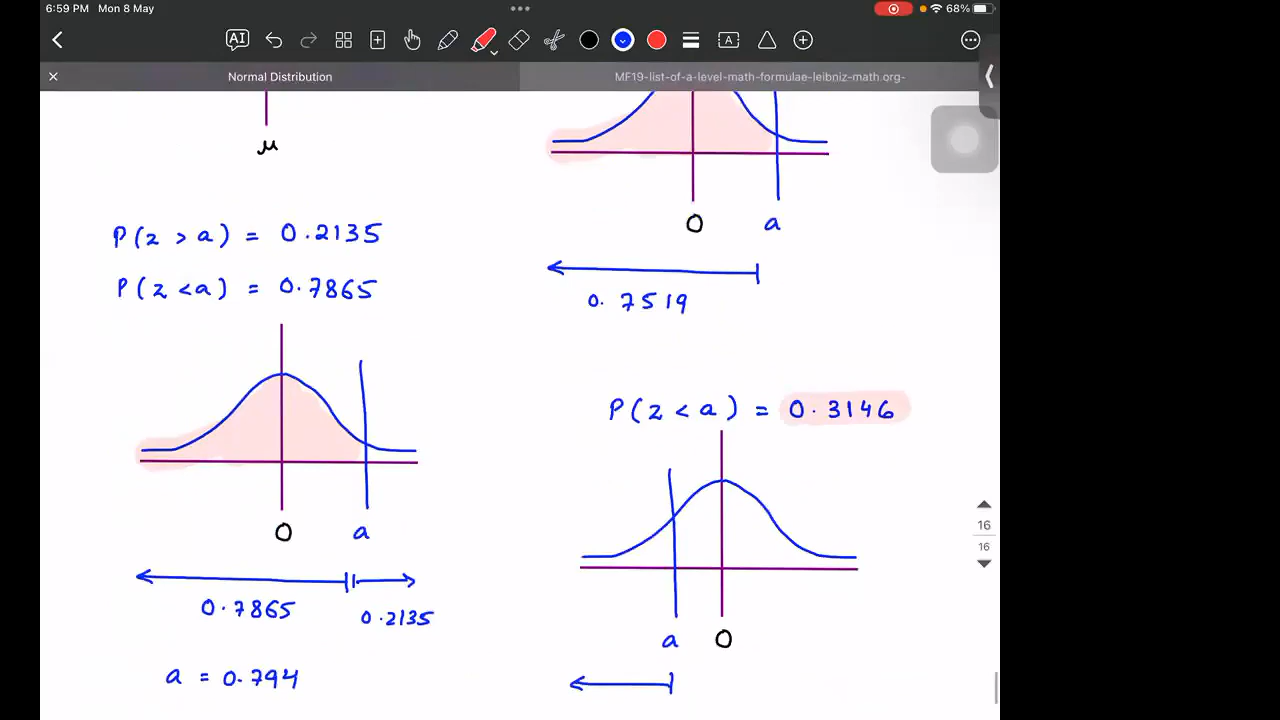 6:59 PM Mon 8 May
68%
AI
A
Normal Distribution
MF19-list-of-a-level-math-formulae-leibniz-math.org-
μ
0 a
0.7519
P(z > a) = 0.2135
P(z < a) = 0.7865
0 a
0.7865 0.2135
a = 0.794
P(z < a) = 0.3146
a 0
16
16